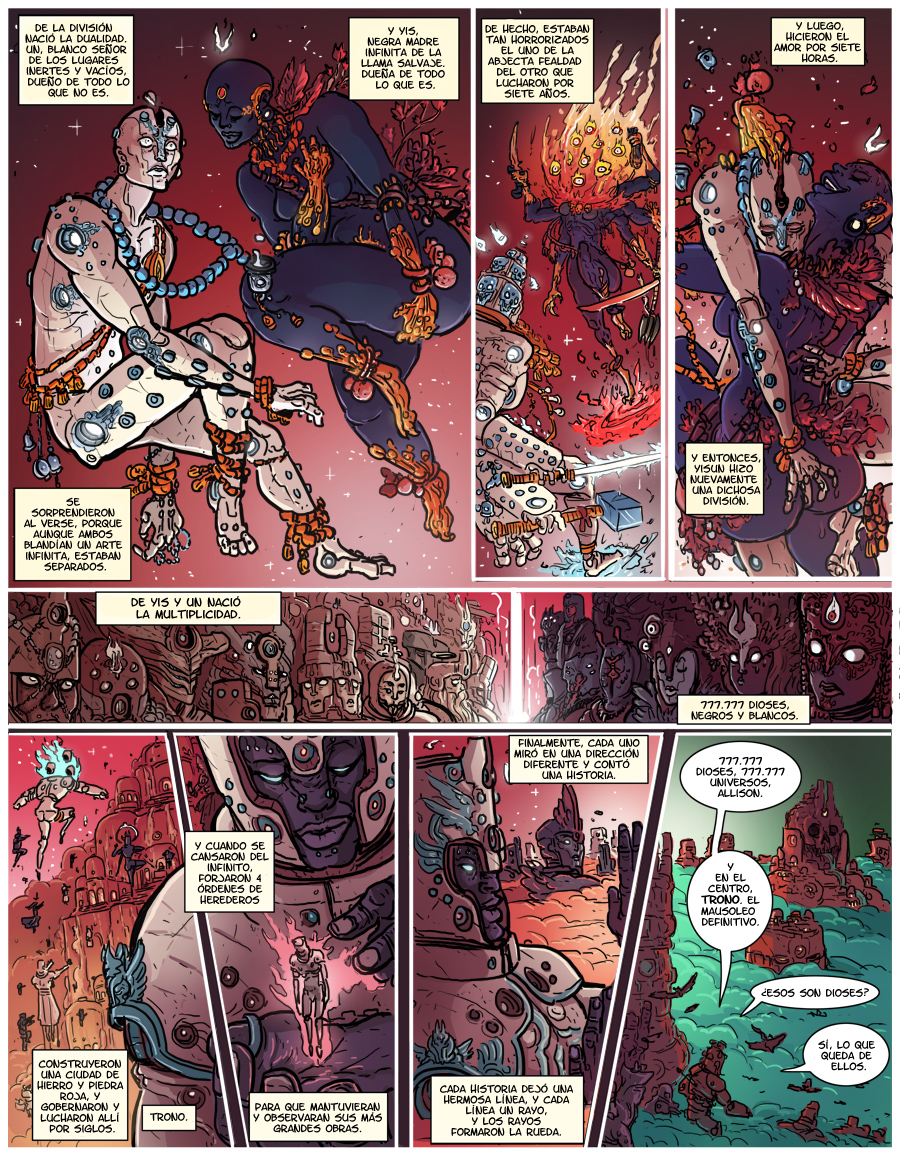 DE LA DIVISIÓN
NACIÓ LA DUALIDAD.
UN, BLANCO SEÑOR
DE LOS LUGARES
INERTES Y VACÍOS,
DUEÑO DE TODO LO
QUE NO ES.
Y YIS,
NEGRA MADRE
INFINITA DE LA
LLAMA SALVAJE.
DUEÑA DE TODO
LO QUE ES.
SE
SORPRENDIERON
AL VERSE, PORQUE
AUNQUE AMBOS
BLANDÍAN UN ARTE
INFINITA, ESTABAN
SEPARADOS.
DE HECHO, ESTABAN
TAN HORRORIZADOS
EL UNO DE LA
ABJECTA FEALDAD
DEL OTRO QUE
LUCHARON POR
SIETE AÑOS.
Y LUEGO,
HICIERON EL
AMOR POR SIETE
HORAS.
Y ENTONCES,
YISUN HIZO
NUEVAMENTE
UNA DICHOSA
DIVISIÓN.
DE YIS Y UN NACIÓ
LA MULTIPLICIDAD.
777.777 DIOSES,
NEGROS Y BLANCOS.
CONSTRUYERON
UNA CIUDAD DE
HIERRO Y PIEDRA
ROJA, Y
GOBERNARON Y
LUCHARON ALLÍ
POR SIGLOS.
TRONO.
Y CUANDO SE
CANSARON DEL
INFINITO,
FORJARON 4
ÓRDENES DE
HEREDEROS
PARA QUE MANTUVIERAN
Y OBSERVARAN SUS MÁS
GRANDES OBRAS.
FINALMENTE, CADA UNO
MIRÓ EN UNA DIRECCIÓN
DIFERENTE Y CONTÓ
UNA HISTORIA.
CADA HISTORIA DEJÓ UNA
HERMOSA LÍNEA, Y CADA
LÍNEA UN RAYO,
Y LOS RAYOS
FORMARON LA RUEDA.
777.777
DIOSES, 777.777
UNIVERSOS,
ALLISON.
Y
EN EL
CENTRO,
TRONO. EL
MAUSOLEO
DEFINITIVO.
¿ESOS SON DIOSES?
SÍ, LO QUE
QUEDA DE
ELLOS.